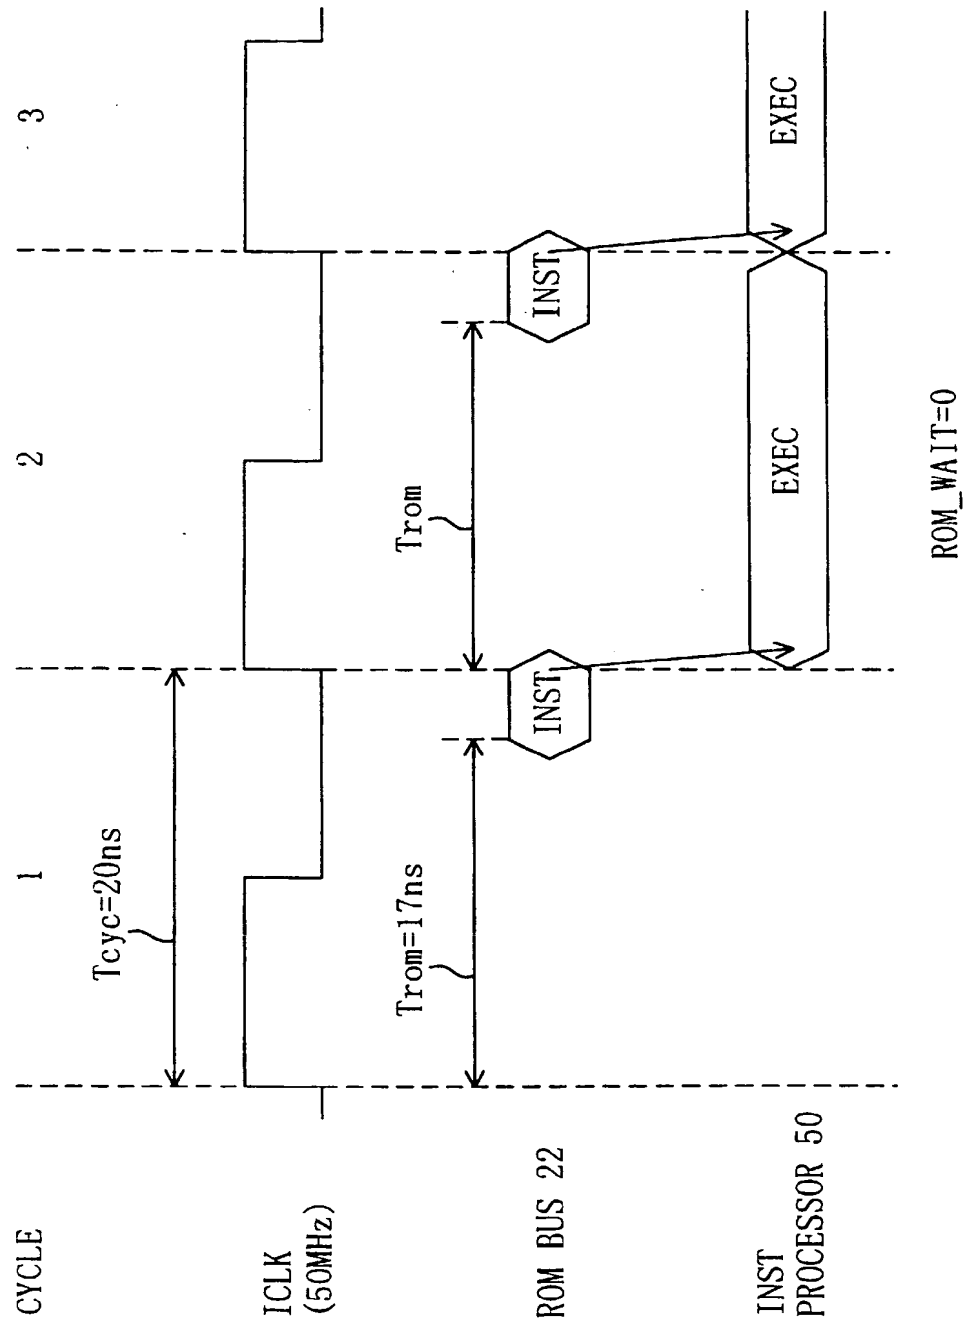 CYCLE
1
2
3
Tcyc=20ns
ICLK
(50MHz)
Trom=17ns
Trom
ROM BUS 22
INST
INST
INST
PROCESSOR 50
EXEC
EXEC
ROM_WAIT=0